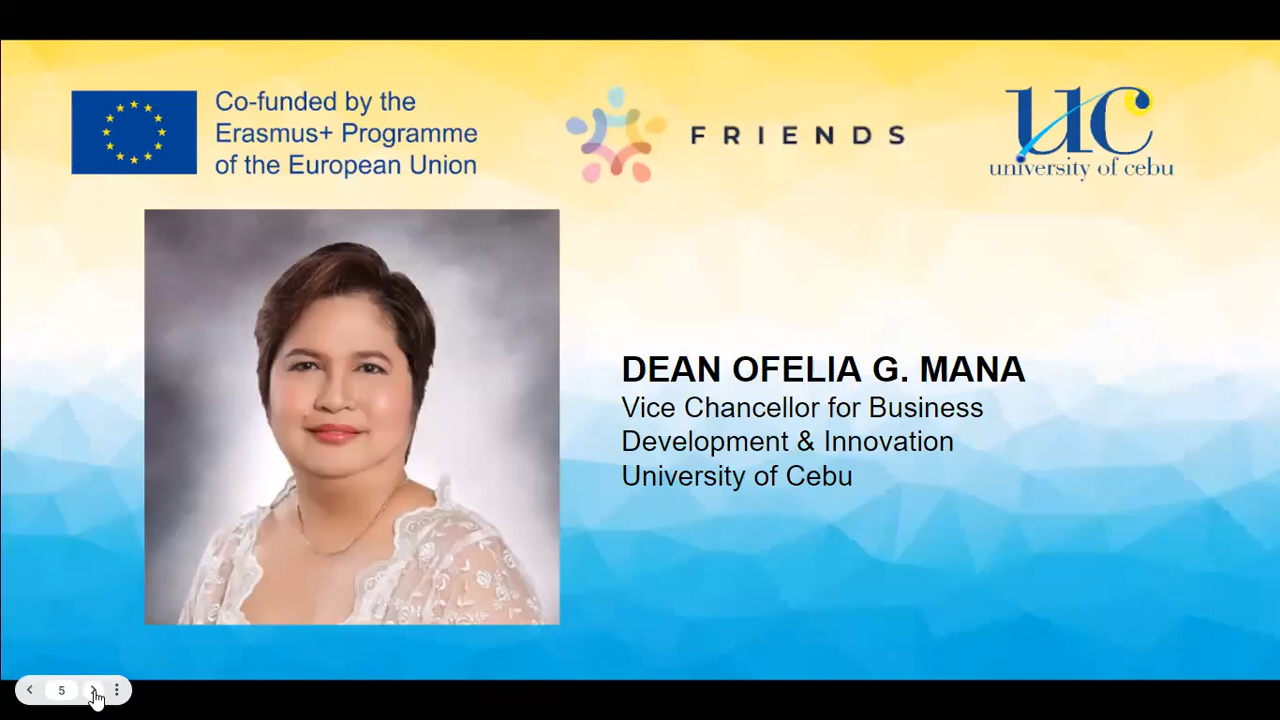 Co-funded by the
Erasmus+ Programme
of the European Union
FRIENDS
uc
university of cebu
DEAN OFELIA G. MANA
Vice Chancellor for Business
Development & Innovation
University of Cebu
5